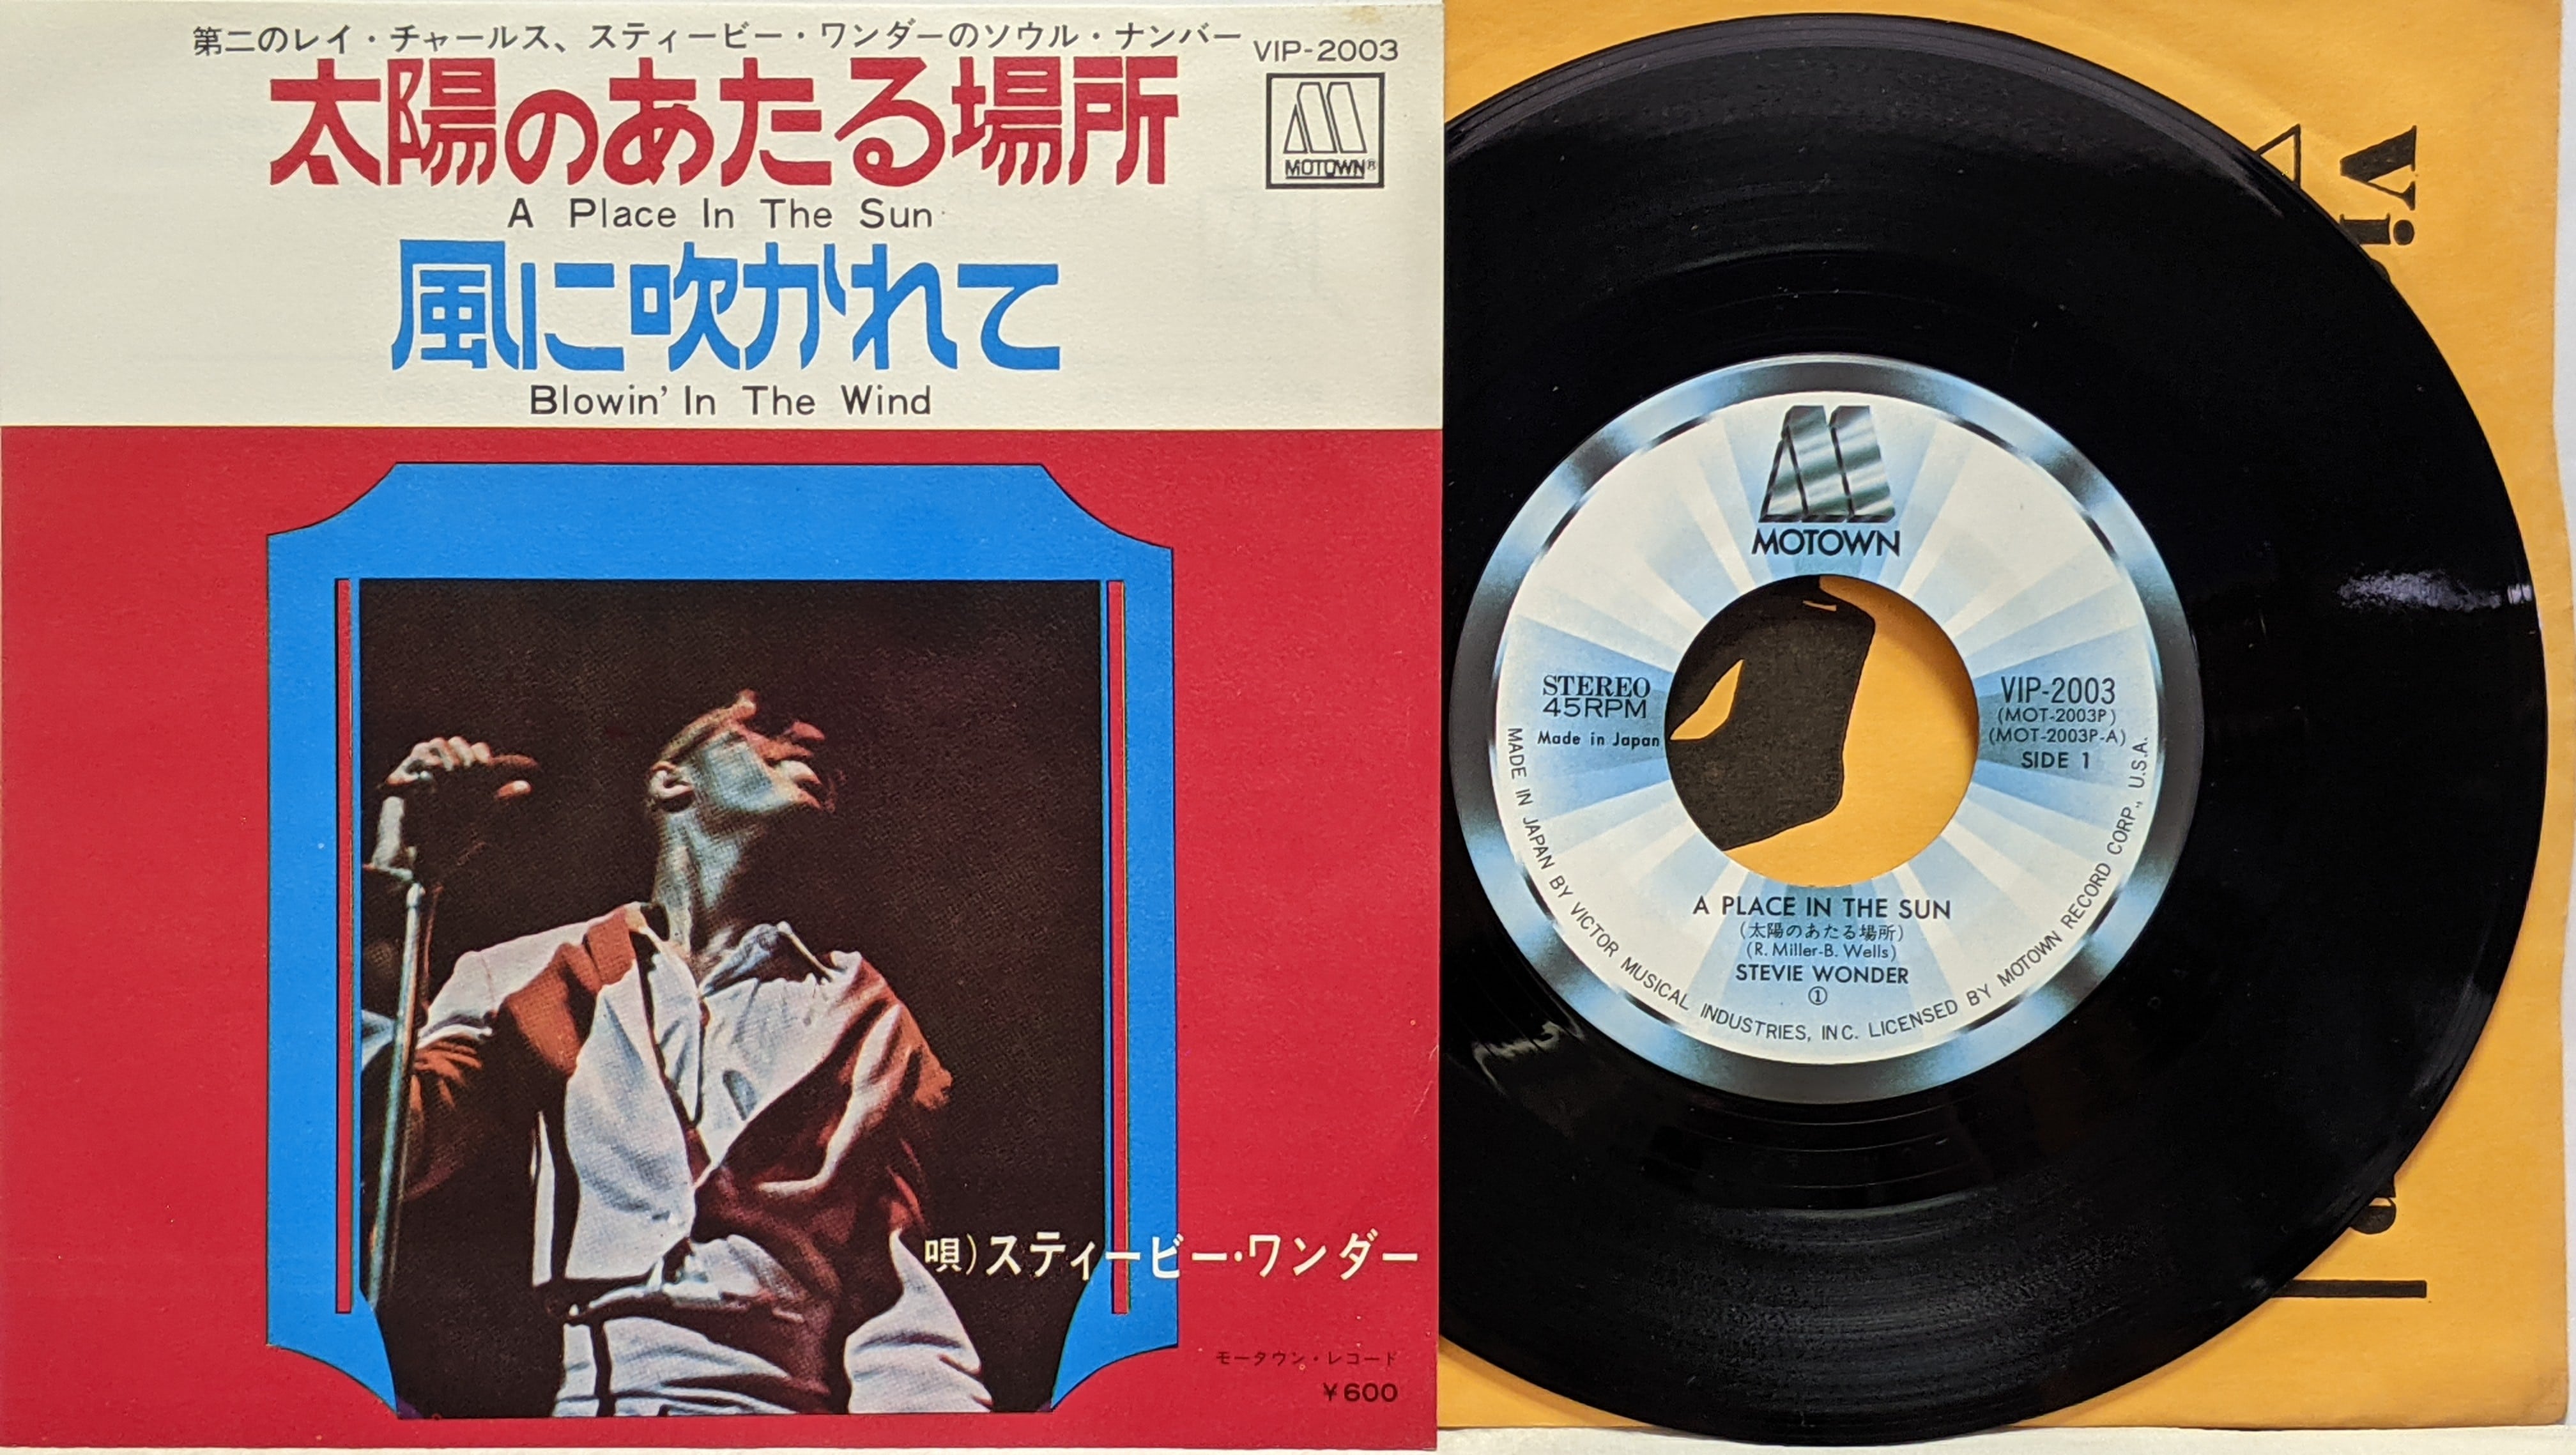 第二のレイ・チャールス、スティービー・ワンダーのソウル・ナンバー
VIP-2003
太陽のあたる場所
MOTOWN®
A Place In The Sun
風に吹かれて
Blowin' In The Wind
唄)スティービー・ワンダー
モータウン・レコード
¥600
MOTOWN
STEREO
45RPM
Made in Japan
VIP-2003
(MOT-2003P)
(MOT-2003P-A)
SIDE 1
A PLACE IN THE SUN
(太陽のあたる場所)
(R. Miller-B. Wells)
STEVIE WONDER
①
MADE IN JAPAN BY VICTOR MUSICAL INDUSTRIES, INC. LICENSED BY MOTOWN RECORD CORP., U.S.A.